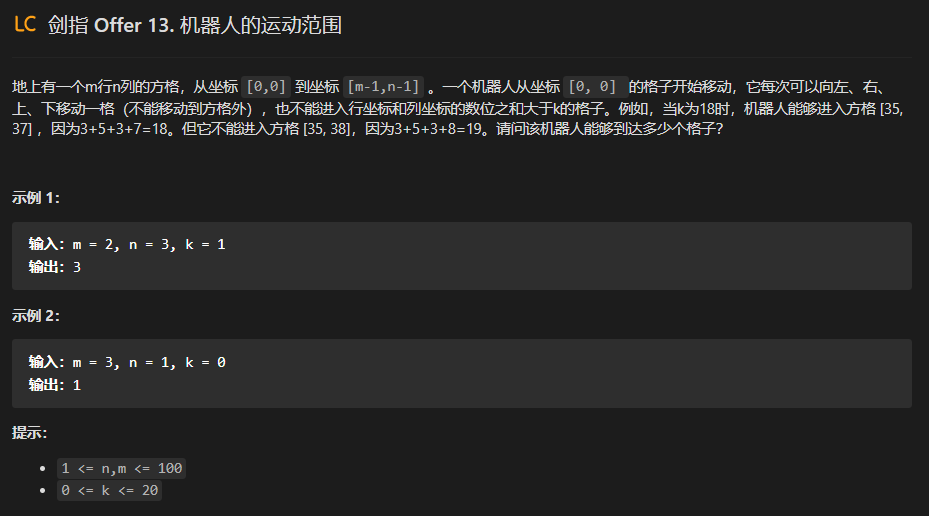 LC 剑指 Offer 13. 机器人的运动范围
地上有一个m行n列的方格，从坐标 [0,0] 到坐标 [m-1,n-1] 。一个机器人从坐标 [0, 0] 的格子开始移动，它每次可以向左、右、
上、下移动一格（不能移动到方格外），也不能进入行坐标和列坐标的数位之和大于k的格子。例如，当k为18时，机器人能够进入方格 [35,
37] ，因为3+5+3+7=18。但它不能进入方格 [35, 38]，因为3+5+3+8=19。请问该机器人能够到达多少个格子？
示例 1：
输入：m = 2, n = 3, k = 1
输出：3
示例 2：
输入：m = 3, n = 1, k = 0
输出：1
提示：
• 1 <= n,m <= 100
• 0 <= k <= 20